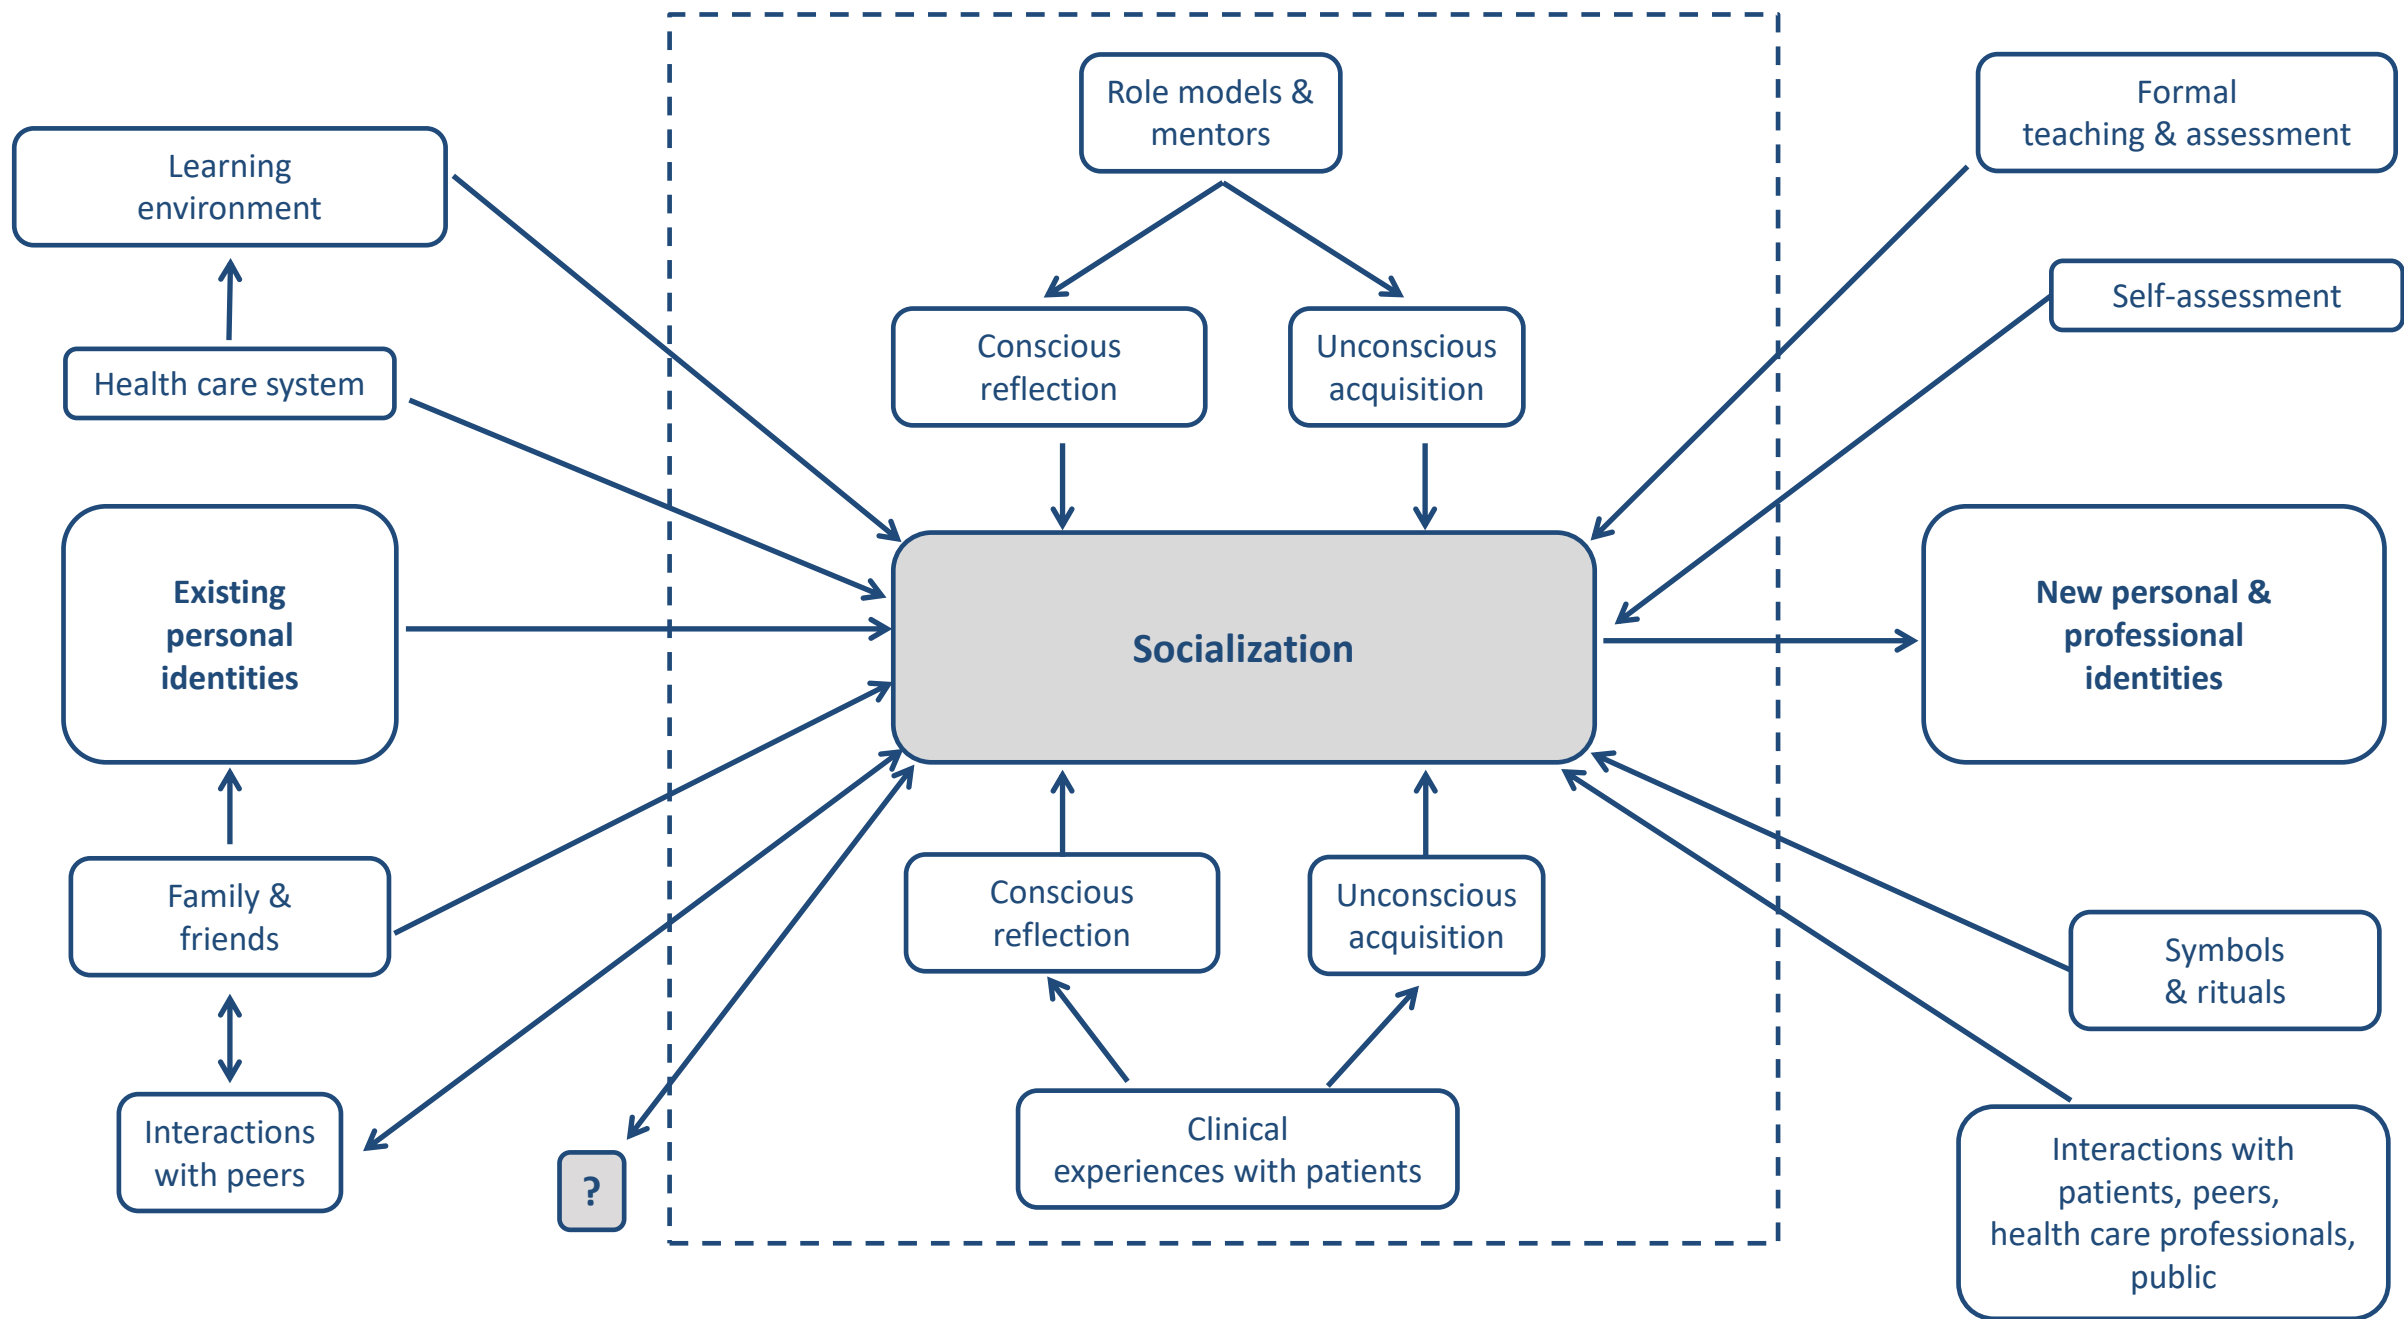 Role models &
mentors
Formal
teaching & assessment
Learning
environment
Self-assessment
Conscious
reflection
Unconscious
acquisition
Health care system
Existing
personal
identities
Socialization
New personal &
professional
identities
Family &
friends
Conscious
reflection
Unconscious
acquisition
Symbols
& rituals
Interactions
with peers
?
Clinical
experiences with patients
Interactions with
patients, peers,
health care professionals,
public